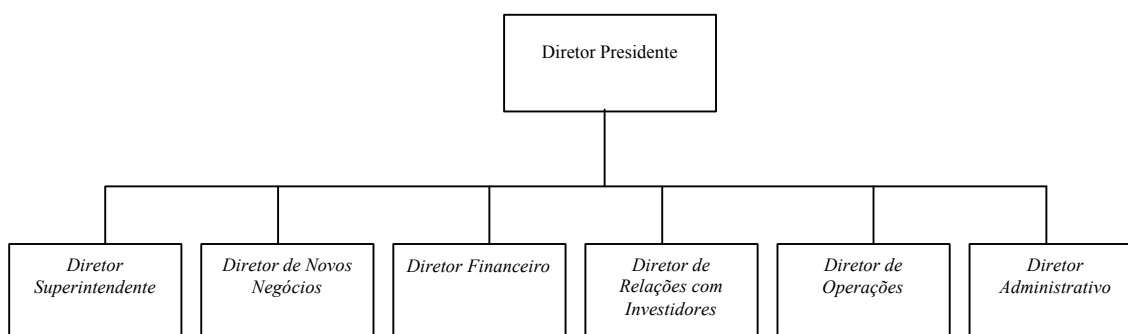 Diretor Presidente
Diretor
Superintendente
Diretor de Novos
Negócios
Diretor Financeiro
Diretor de
Relações com
Investidores
Diretor de
Operações
Diretor
Administrativo